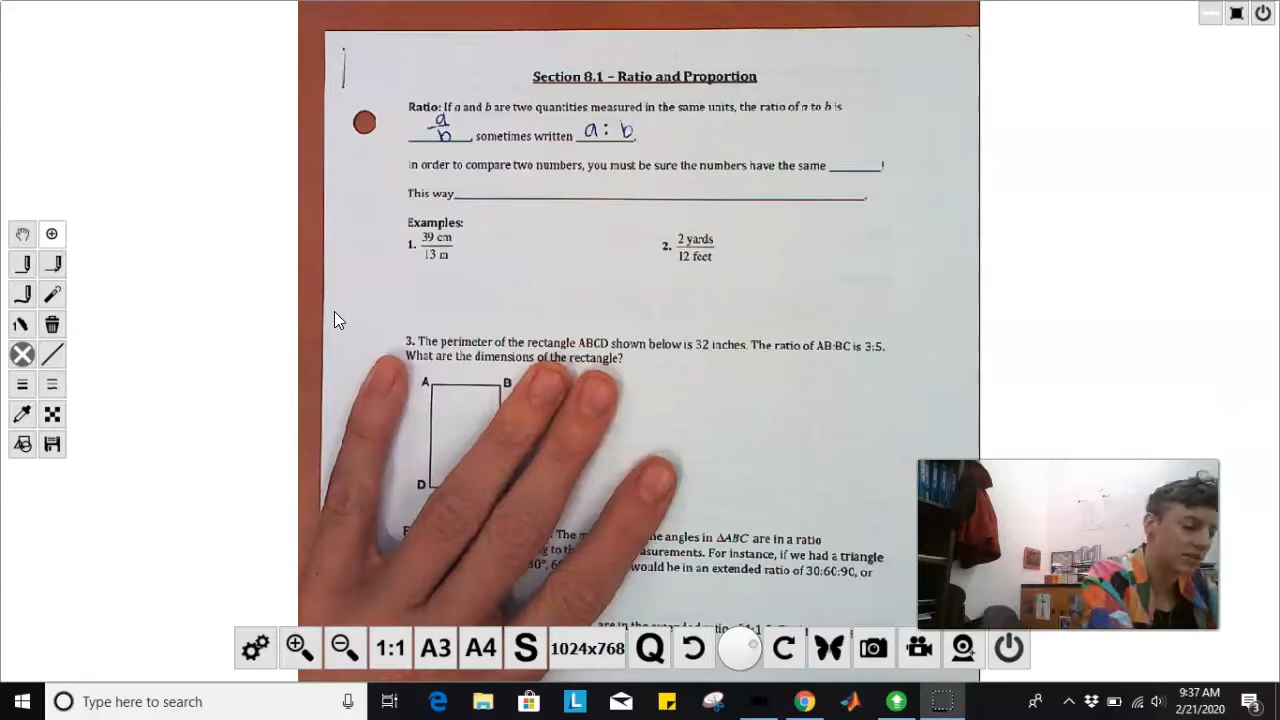 Section 8.1 – Ratio and Proportion
Ratio: If a and b are two quantities measured in the same units, the ratio of a to b is
a
b
, sometimes written a : b.
In order to compare two numbers, you must be sure the numbers have the same ______!
This way______.
Examples:
1. 39 cm
13 m
2. 2 yards
12 feet
3. The perimeter of the rectangle ABCD shown below is 32 inches. The ratio of AB:BC is 3:5.
What are the dimensions of the rectangle?
A B
D
The angles in ΔABC are in a ratio
For instance, if we had a triangle
would be in an extended ratio of 30:60:90, or
are in the extended
1:1
A3
A4
S
1024x768
Q
Type here to search
9:37 AM
2/21/2020